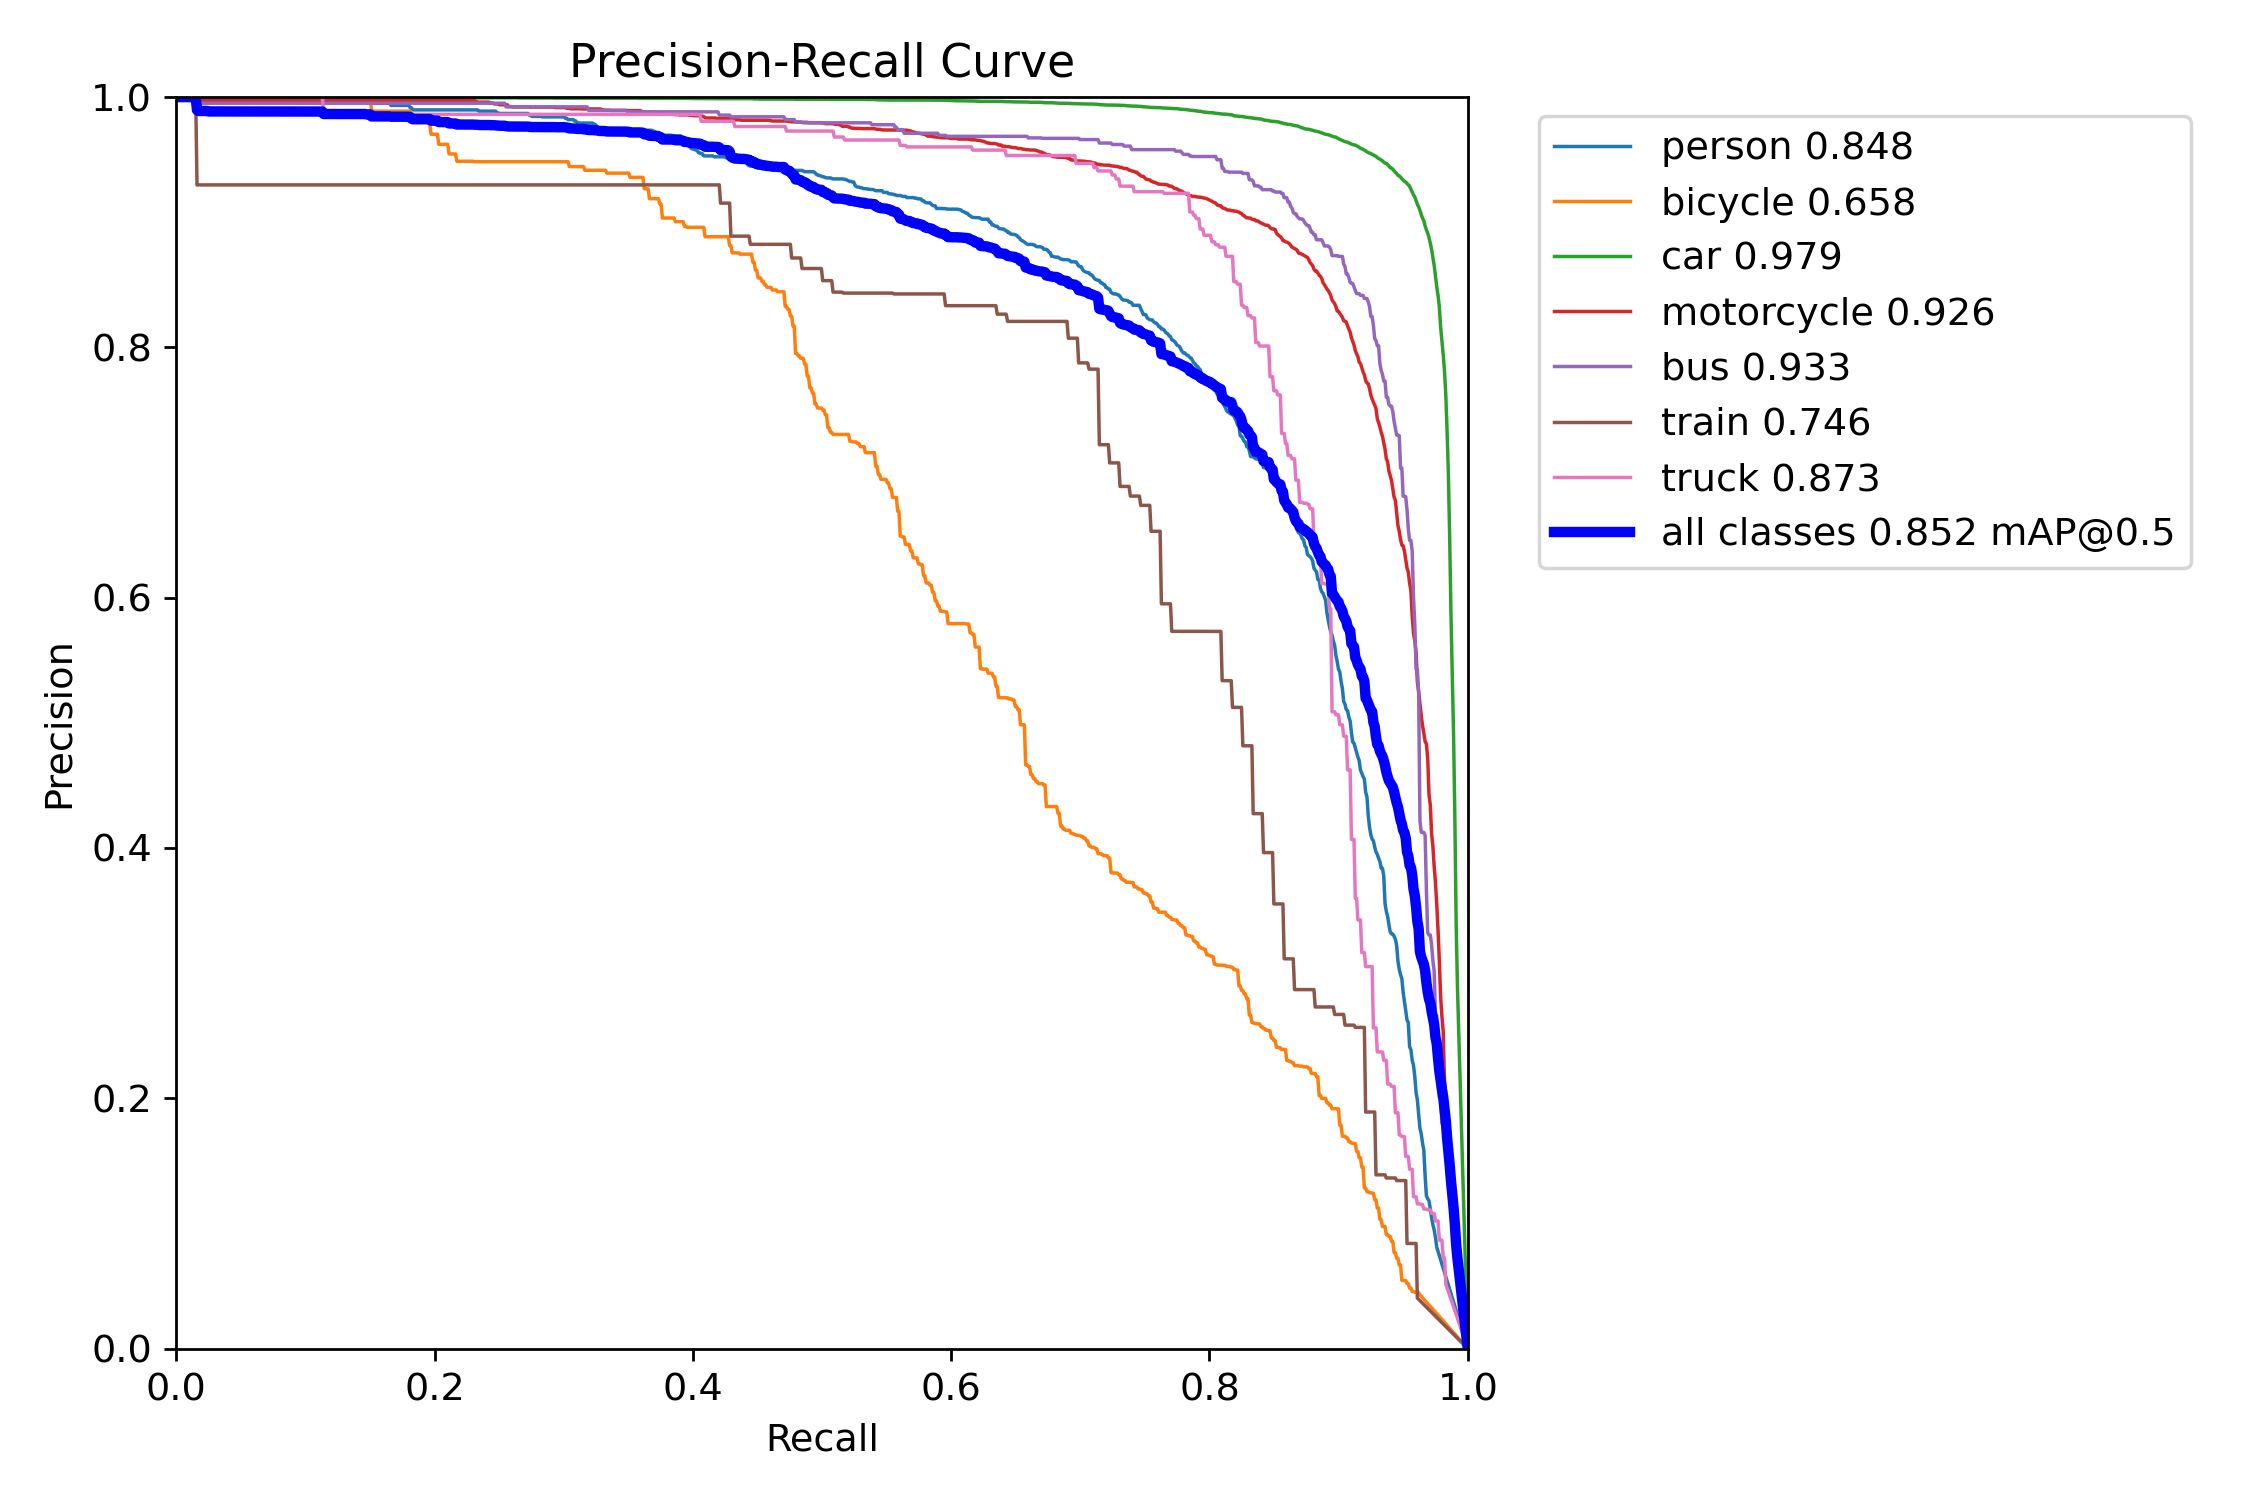 Precision-Recall Curve
1.0
0.8
0.6
0.4
0.2
0.0
Precision
0.0 0.2 0.4 0.6 0.8 1.0
Recall
person 0.848
bicycle 0.658
car 0.979
motorcycle 0.926
bus 0.933
train 0.746
truck 0.873
all classes 0.852 mAP@0.5